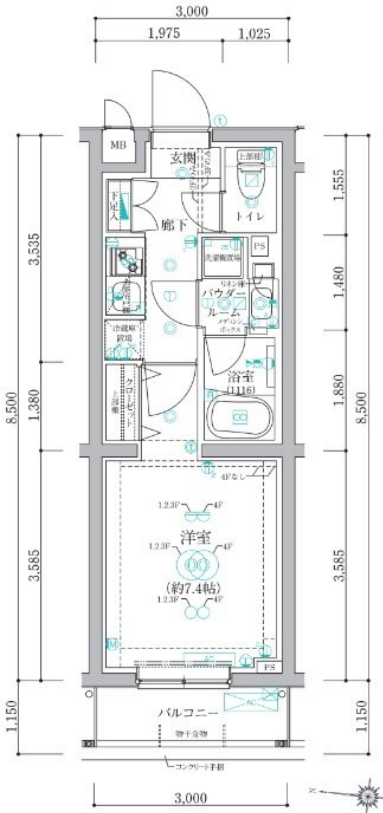 3,000
1,975
1,025
MB
玄関
上部棚
トイレ
下足入
廊下
PS
洗濯機置場
リネン庫
パウダー
ルーム
メディシン
ボックス
冷蔵庫
置場
浴室
(1116)
クローゼット
上部棚
4Fなし
1.2.3F
4F
洋室
1.2.3F
4F
(約7.4帖)
1.2.3F
4F
PS
AC
バルコニー
物干金物
コンクリート手摺
3,535
1,380
8,500
3,585
1,150
1,555
1,480
1,880
8,500
3,585
1,150
3,000